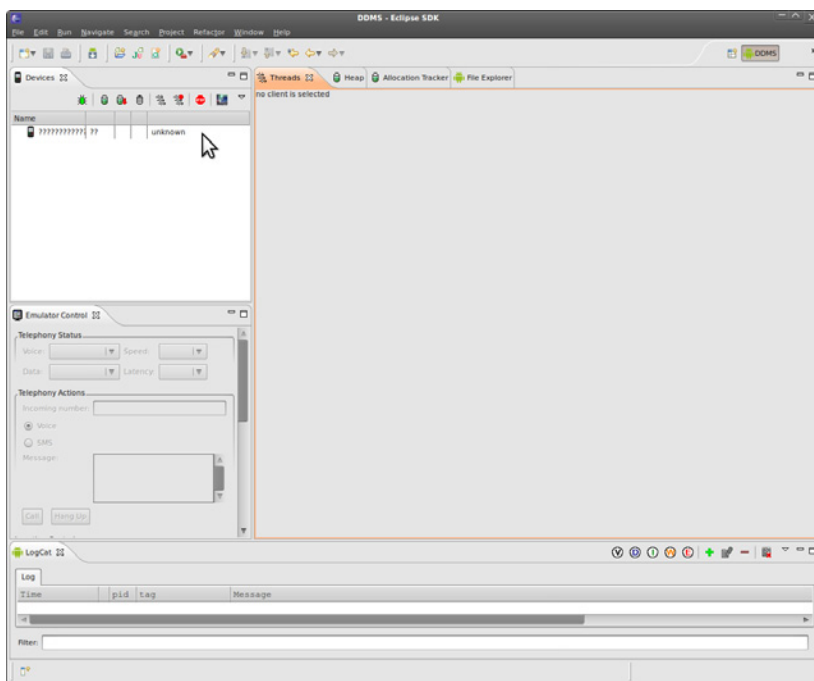 DDMS - Eclipse SDK
File Edit Run Navigate Search Project Refactor Window Help
DDMS
Devices
Threads Heap Allocation Tracker File Explorer
no client is selected
Name
???????????? ?? unknown
Emulator Control
Telephony Status
Voice: Speed:
Data: Latency:
Telephony Actions
Incoming number:
Voice
SMS
Message:
Call Hang Up
LogCat
V D I W E
Log
Time pid tag Message
Filter: